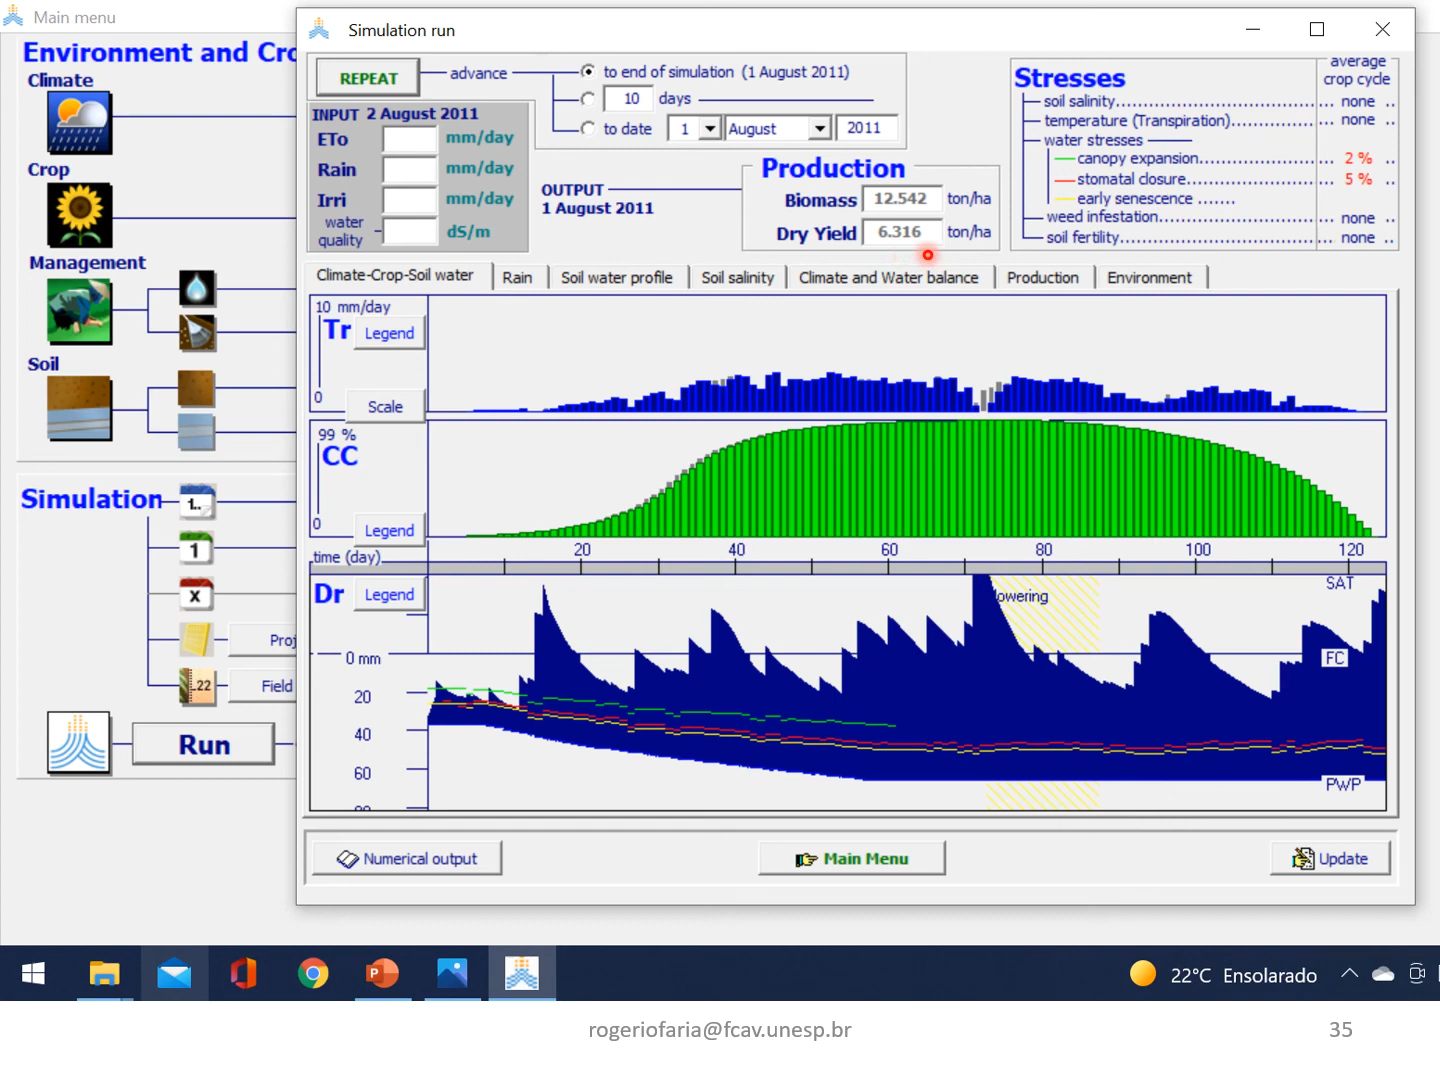 Main menu
Environment and Cro
Climate
Crop
Management
Soil
Simulation
1..
1
x
Proj
.22
Field
Run
Simulation run
REPEAT
advance
to end of simulation (1 August 2011)
10 days
to date 1 August 2011
INPUT 2 August 2011
ETo mm/day
Rain mm/day
Irri mm/day
water quality dS/m
OUTPUT
1 August 2011
Production
Biomass 12.542 ton/ha
Dry Yield 6.316 ton/ha
Stresses
average
crop cycle
soil salinity.................................... none ..
temperature (Transpiration).............. none ..
water stresses
canopy expansion........................ 2 % ..
stomatal closure......................... 5 % ..
early senescence .......
weed infestation............................ none ..
soil fertility.................................... none ..
Climate-Crop-Soil water Rain Soil water profile Soil salinity Climate and Water balance Production Environment
10 mm/day
Tr Legend
0
Scale
99 %
CC
0
Legend
time (day)
20 40 60 80 100 120
Dr Legend
owering
SAT
0 mm
FC
20
40
60
PWP
Numerical output Main Menu Update
22°C Ensolarado
rogeriofaria@fcav.unesp.br
35